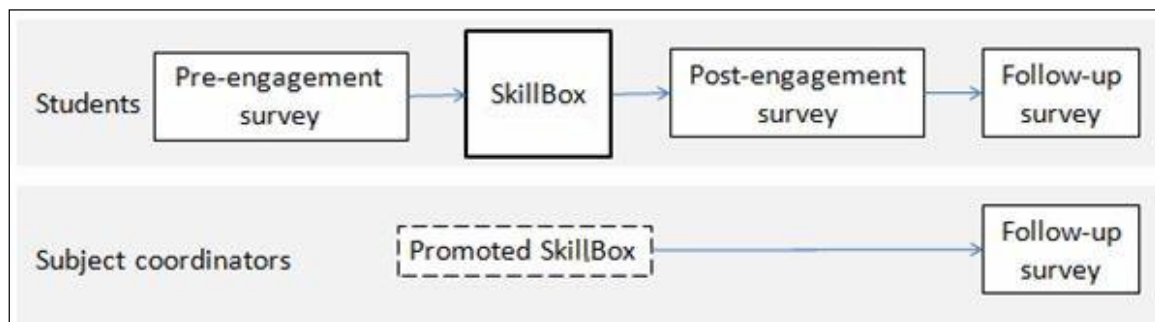 Students
Pre-engagement
survey
SkillBox
Post-engagement
survey
Follow-up
survey
Subject coordinators
Promoted SkillBox
Follow-up
survey